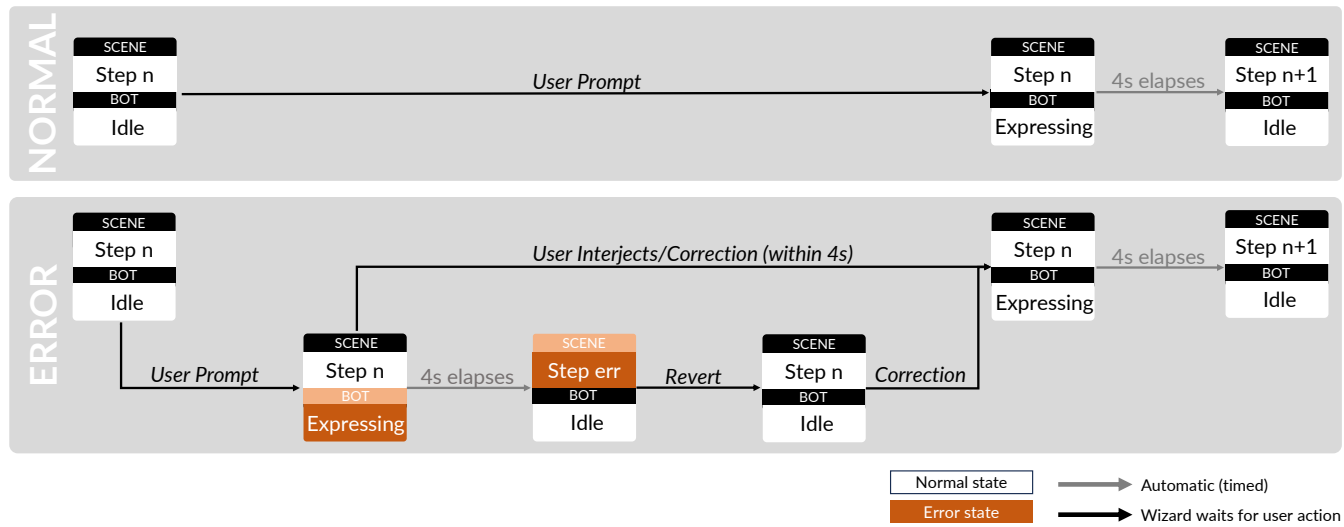 NORMAL
SCENE
Step n
BOT
Idle
User Prompt
SCENE
Step n
BOT
Expressing
4s elapses
SCENE
Step n+1
BOT
Idle
ERROR
SCENE
Step n
BOT
Idle
User Prompt
SCENE
Step n
BOT
Expressing
User Interjects/Correction (within 4s)
4s elapses
SCENE
Step err
BOT
Idle
Revert
SCENE
Step n
BOT
Idle
Correction
SCENE
Step n
BOT
Expressing
4s elapses
SCENE
Step n+1
BOT
Idle
Normal state
Automatic (timed)
Error state
Wizard waits for user action